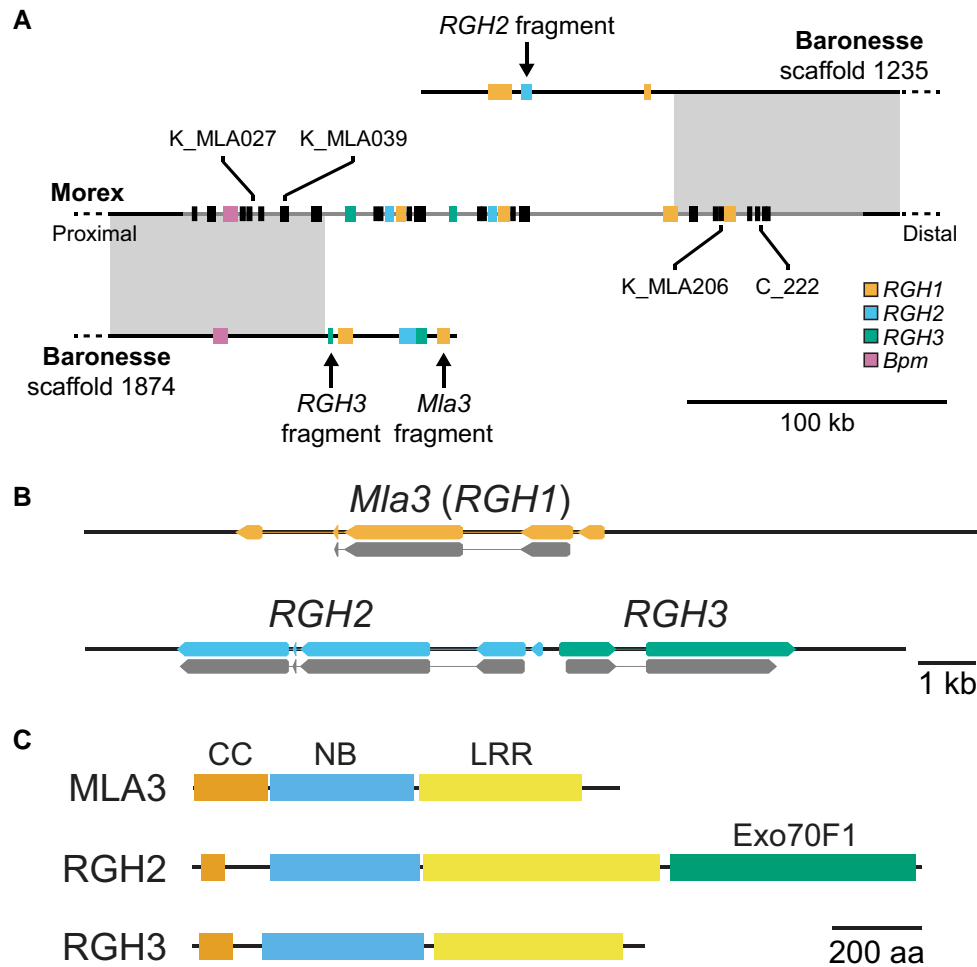 A
RGH2 fragment
Baronesse
scaffold 1235
K_MLA027
K_MLA039
Morex
Proximal
Distal
K_MLA206
C_222
RGH1
RGH2
RGH3
Bpm
Baronesse
scaffold 1874
RGH3
fragment
Mla3
fragment
100 kb
B
Mla3 (RGH1)
RGH2
RGH3
1 kb
C
CC
NB
LRR
MLA3
Exo70F1
RGH2
RGH3
200 aa